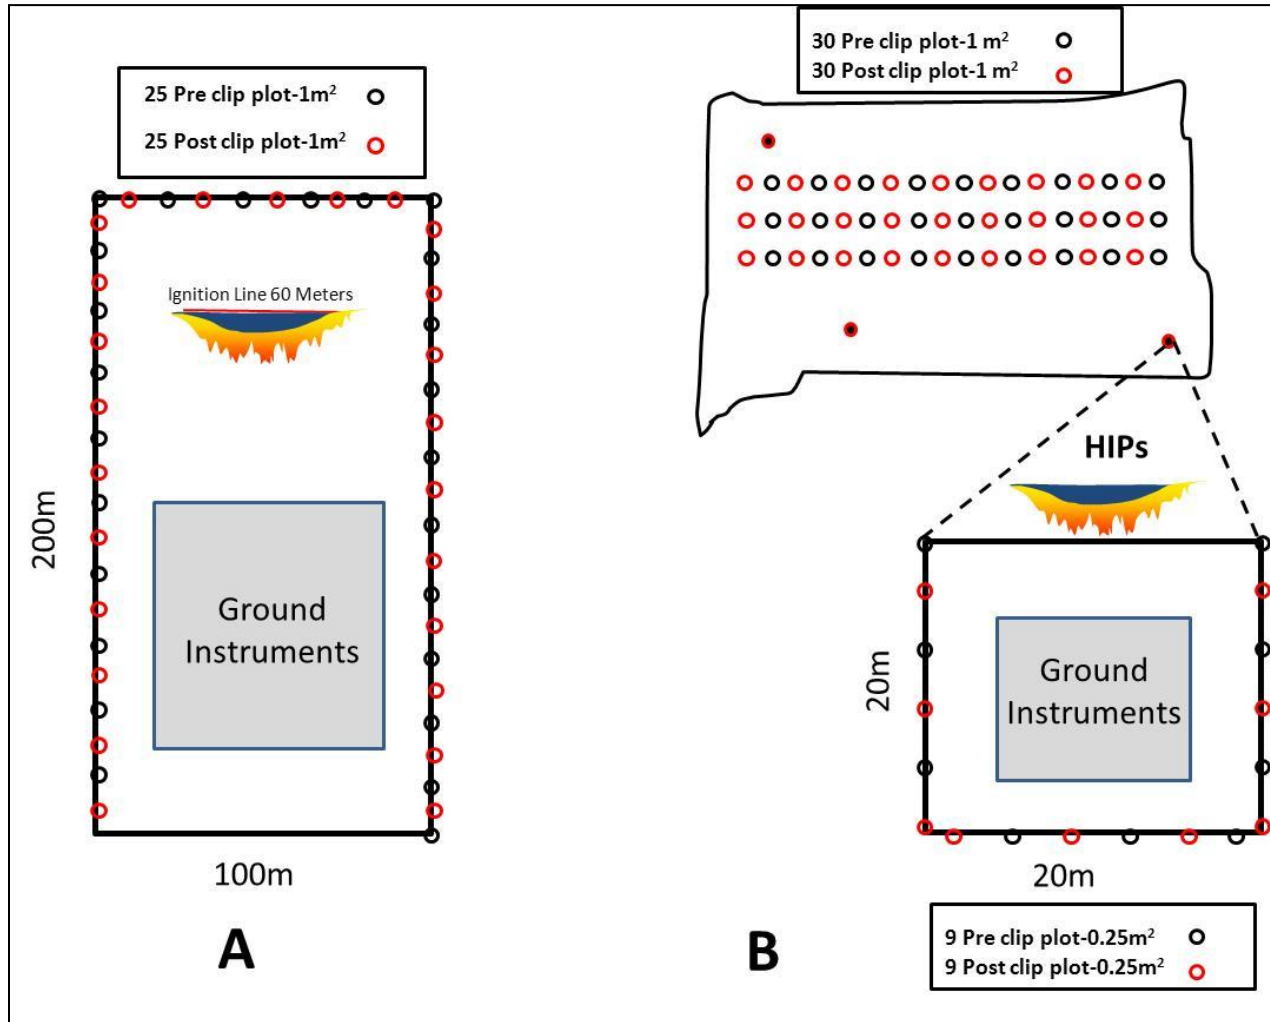 25 Pre clip plot-1m²
25 Post clip plot-1m²
Ignition Line 60 Meters
200m
Ground
Instruments
100m
A
30 Pre clip plot-1 m²
30 Post clip plot-1 m²
HIPs
20m
Ground
Instruments
20m
9 Pre clip plot-0.25m²
9 Post clip plot-0.25m²
B